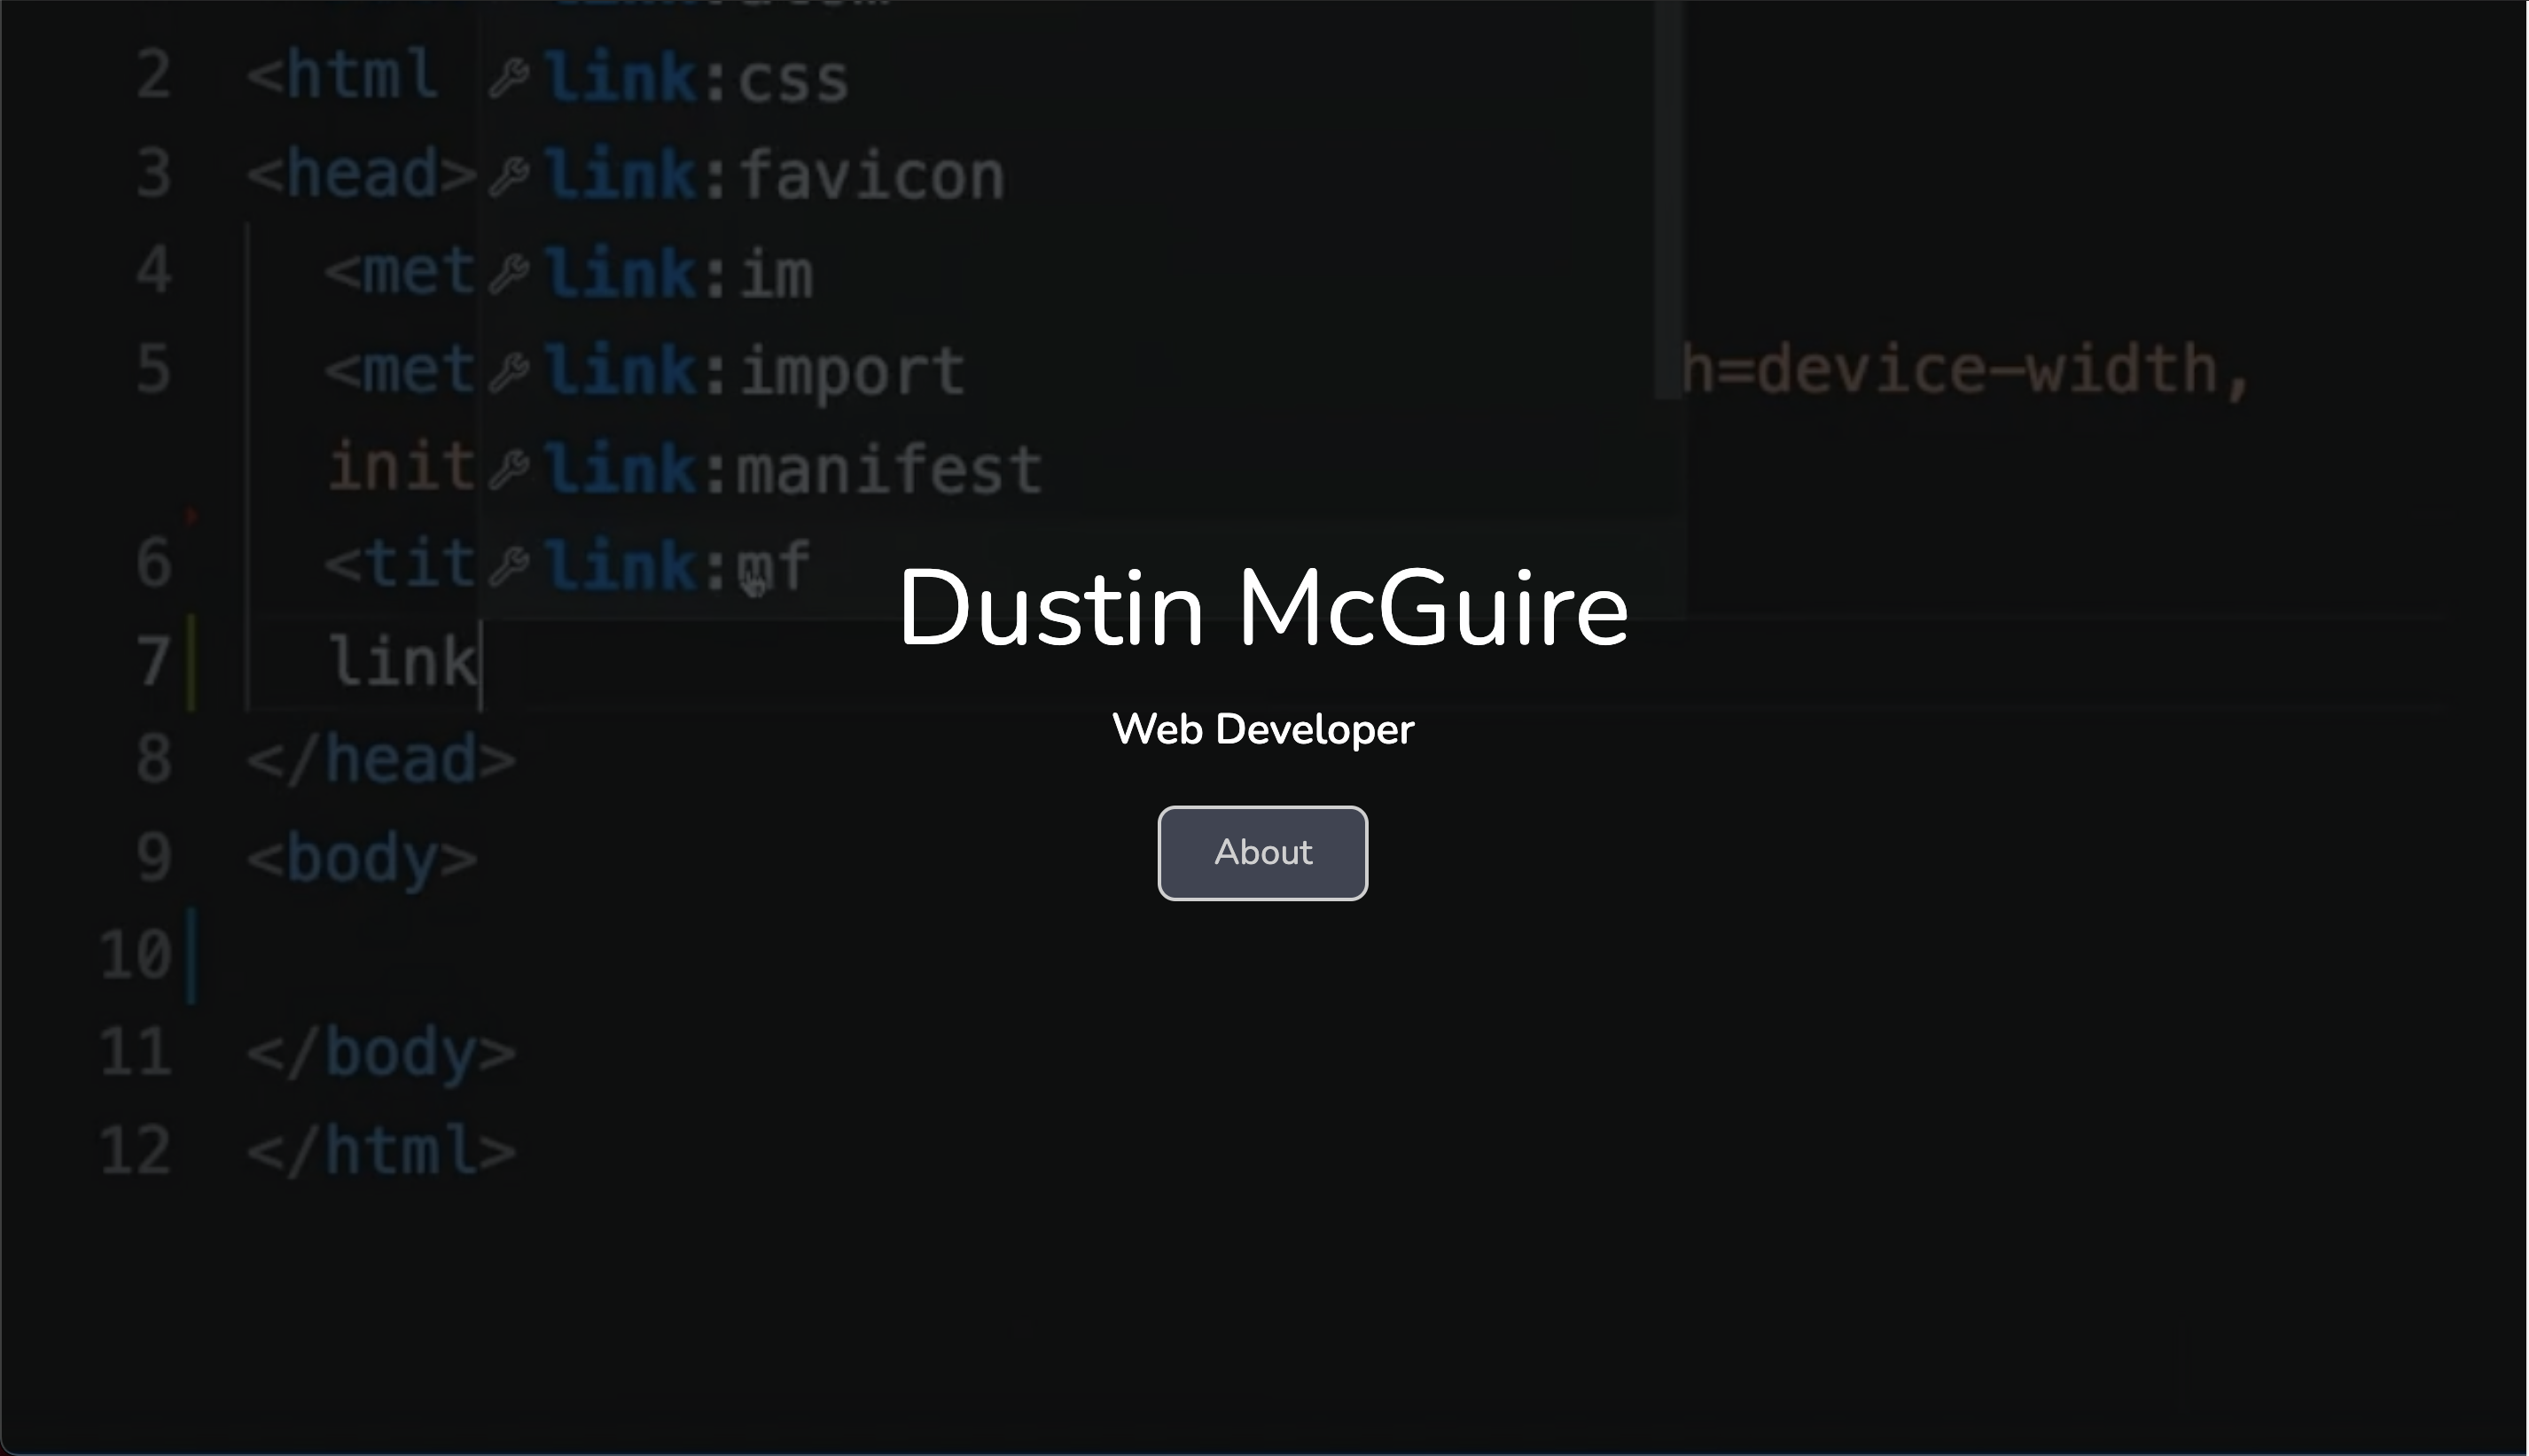 2 <html link:css
3 <head> link:favicon
4 <met link:im
5 <met link:import h=device-width,
init link:manifest
6 <tit link:mf
Dustin McGuire
7 link
Web Developer
8 </head>
About
9 <body>
10
11 </body>
12 </html>